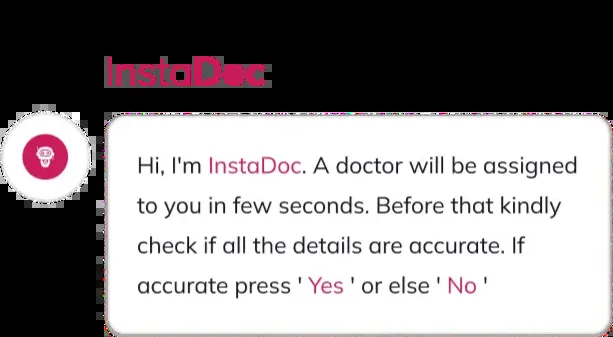 InstaDoc
Hi, I'm InstaDoc. A doctor will be assigned
to you in few seconds. Before that kindly
check if all the details are accurate. If
accurate press ' Yes ' or else ' No '